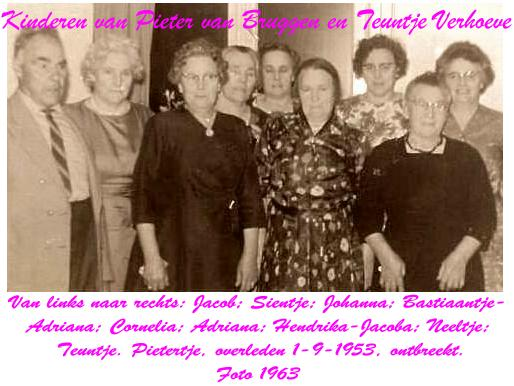 Kinderen van Pieter van Bruggen en Teuntje Verhoeve
Van links naar rechts: Jacob; Sientje; Johanna; Bastiaantje-
Adriana; Cornelia; Adriana; Hendrika-Jacoba; Neeltje;
Teuntje. Pietertje, overleden 1-9-1953, ontbreekt.
Foto 1963